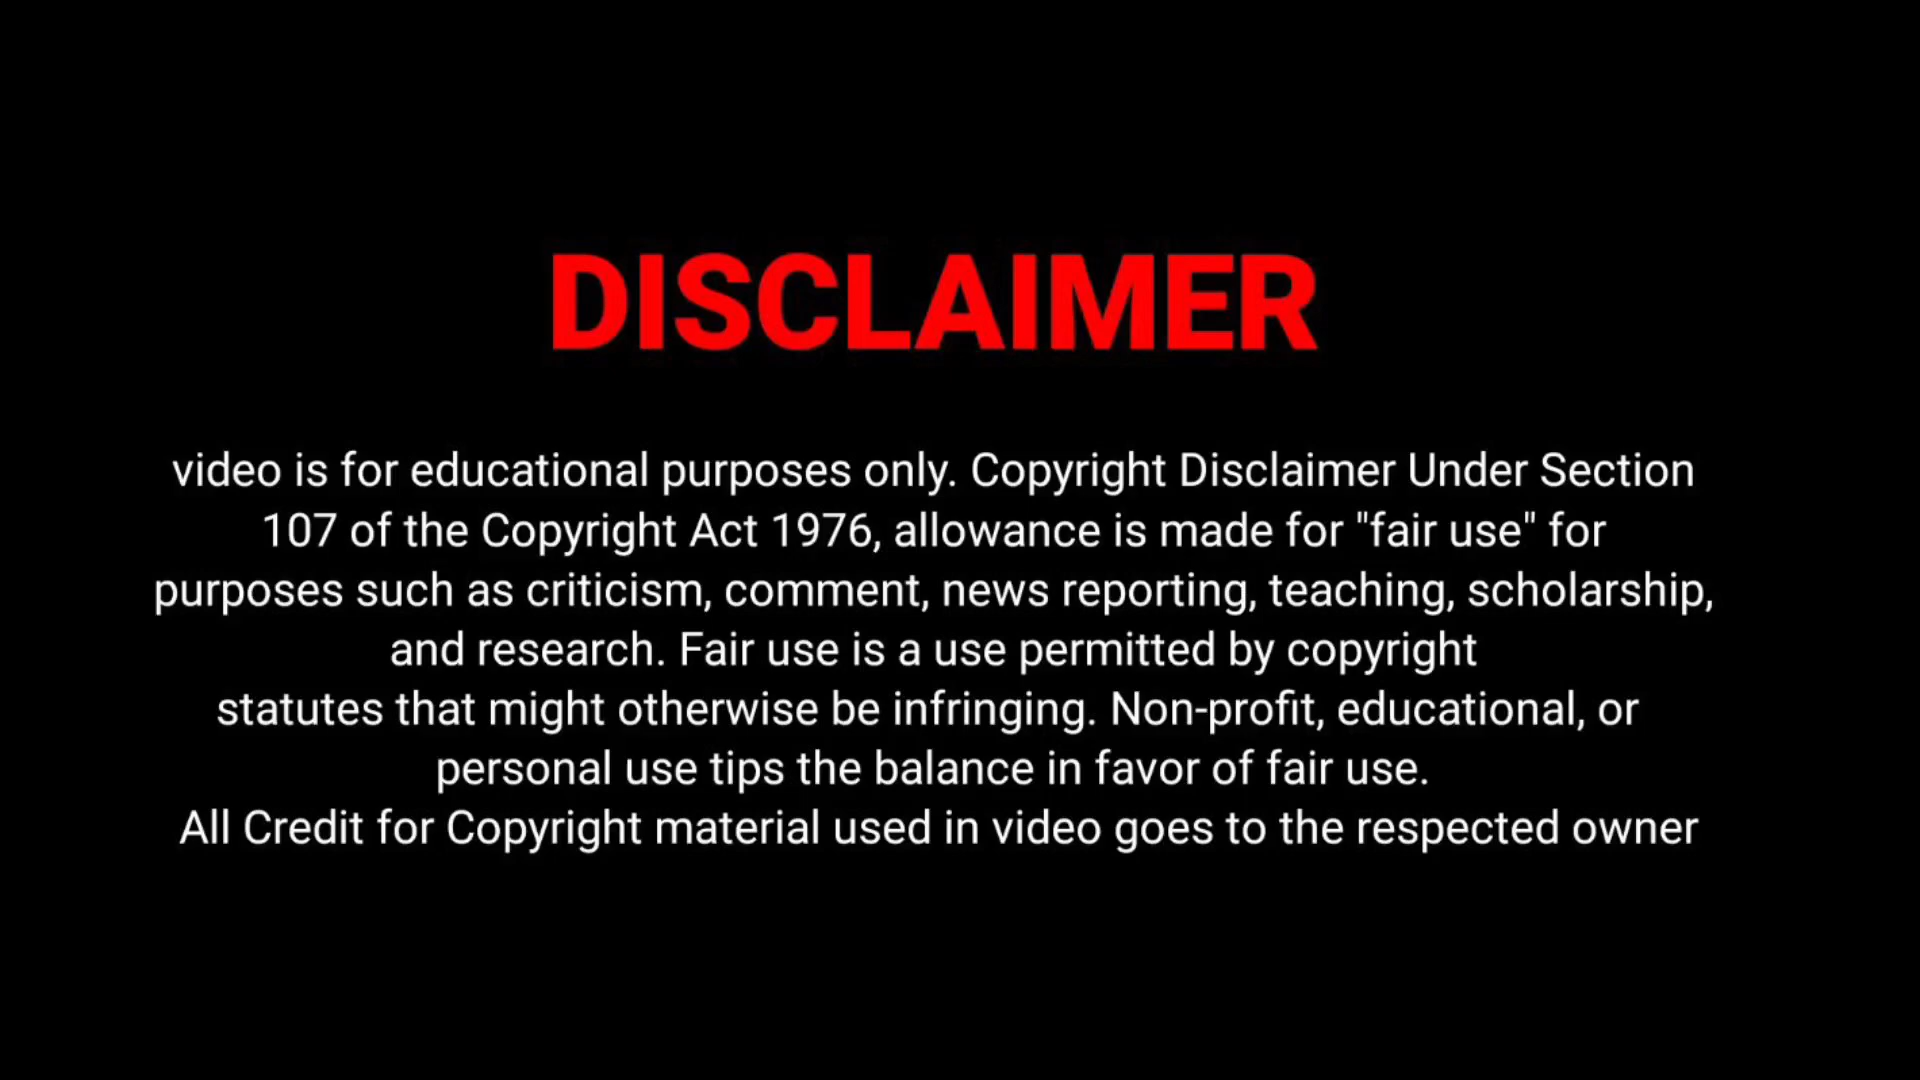 DISCLAIMER
video is for educational purposes only. Copyright Disclaimer Under Section
107 of the Copyright Act 1976, allowance is made for "fair use" for
purposes such as criticism, comment, news reporting, teaching, scholarship,
and research. Fair use is a use permitted by copyright
statutes that might otherwise be infringing. Non-profit, educational, or
personal use tips the balance in favor of fair use.
All Credit for Copyright material used in video goes to the respected owner